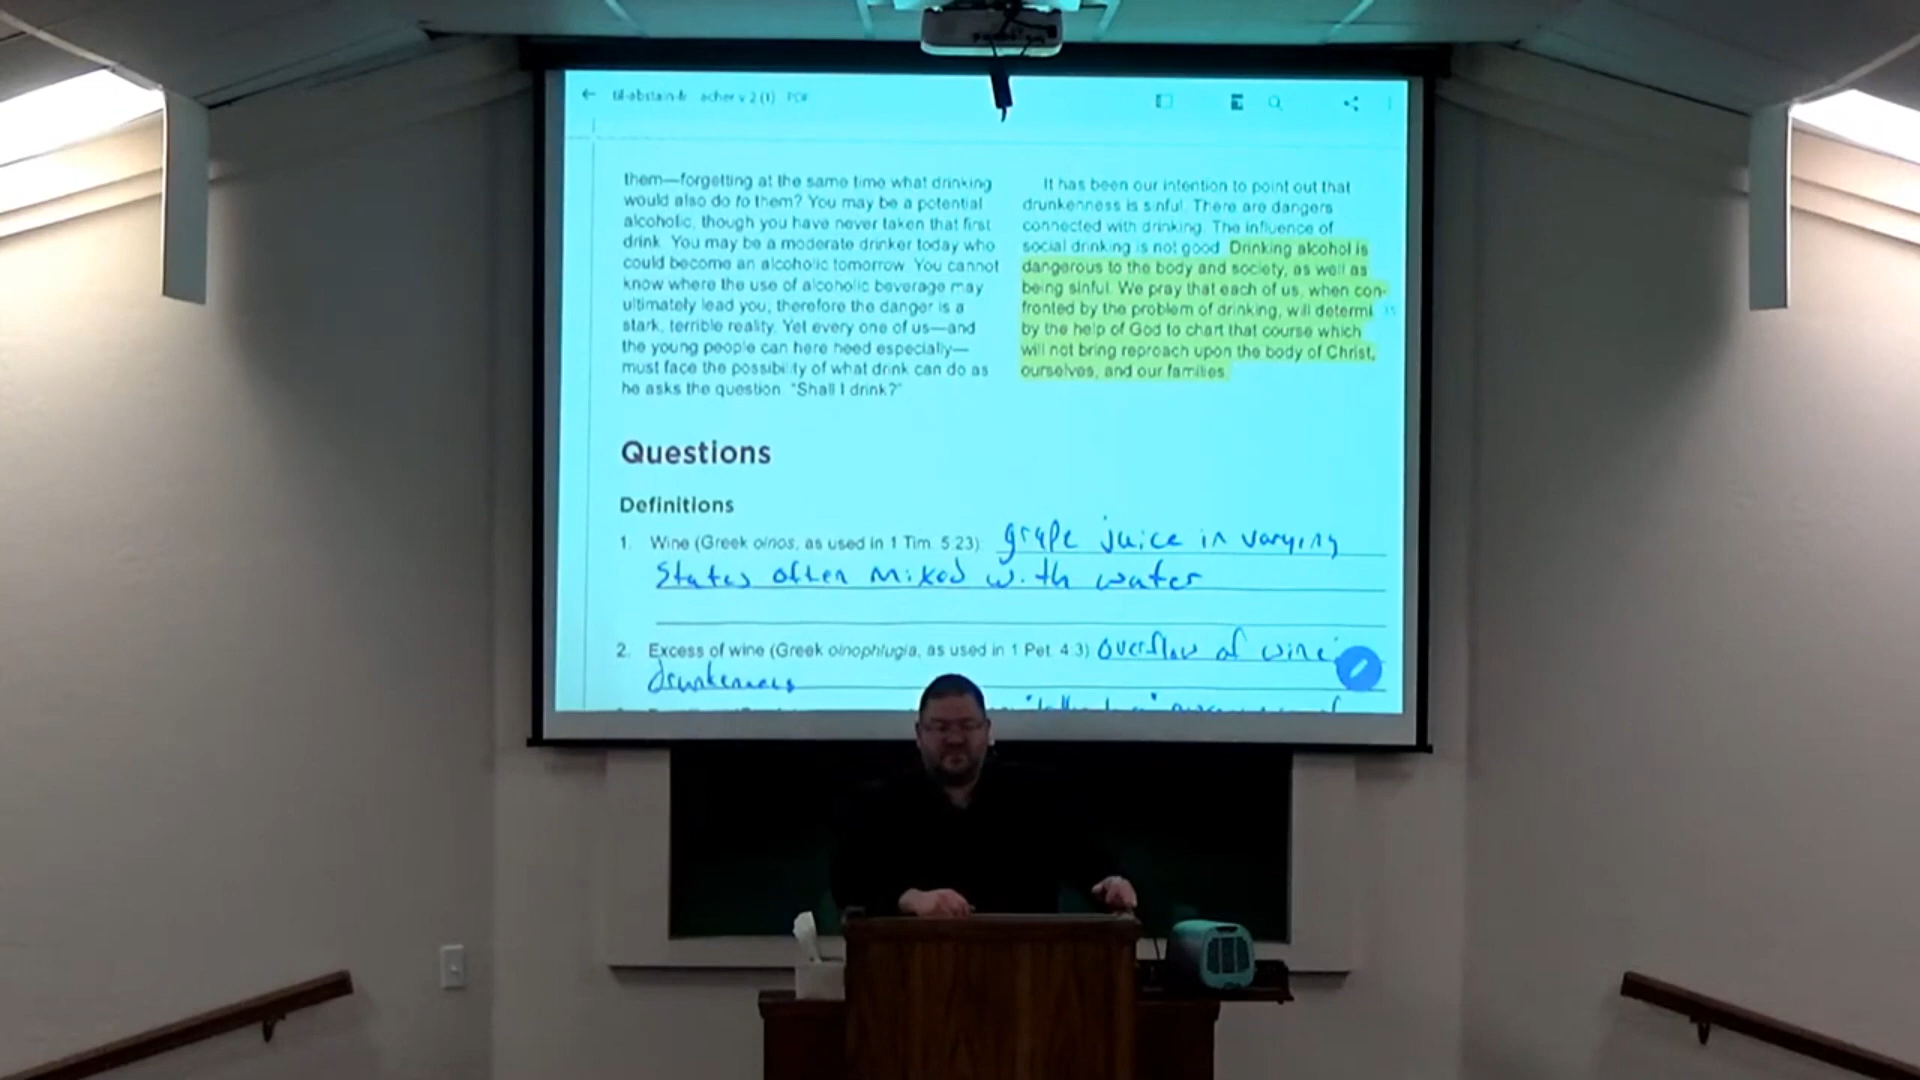 acher v 2 (1) PDF
them—forgetting at the same time what drinking
would also do to them? You may be a potential
alcoholic, though you have never taken that first
drink. You may be a moderate drinker today who
could become an alcoholic tomorrow. You cannot
know where the use of alcoholic beverage may
ultimately lead you, therefore the danger is a
stark, terrible reality. Yet every one of us—and
the young people can here heed especially—
must face the possibility of what drink can do as
he asks the question "Shall I drink?"
It has been our intention to point out that
drunkenness is sinful. There are dangers
connected with drinking. The influence of
social drinking is not good. Drinking alcohol is
dangerous to the body and society, as well as
being sinful. We pray that each of us, when con-
fronted by the problem of drinking, will determi
by the help of God to chart that course which
will not bring reproach upon the body of Christ,
ourselves, and our families.
Questions
Definitions
1. Wine (Greek oinos, as used in 1 Tim. 5:23) grape juice in varying
states often mixed with water
2. Excess of wine (Greek oinophlugia, as used in 1 Pet. 4:3) overflow of wine;
drunkenness